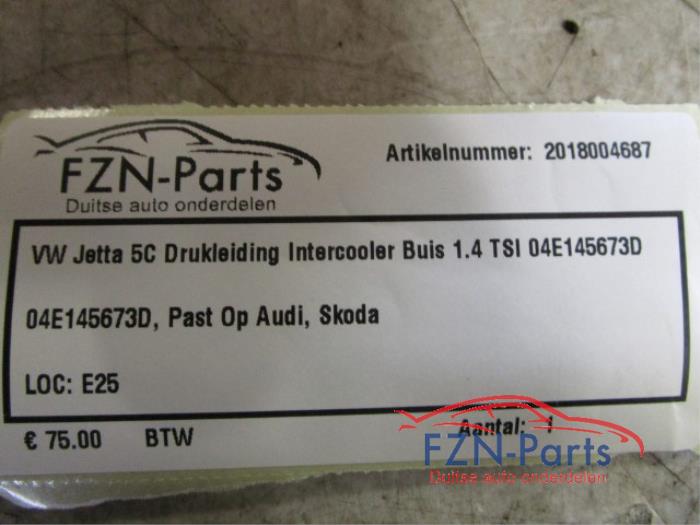 FZN-Parts
Duitse auto onderdelen
Artikelnummer: 2018004687
VW Jetta 5C Drukleiding Intercooler Buis 1.4 TSI 04E145673D
04E145673D, Past Op Audi, Skoda
LOC: E25
€ 75.00 BTW Aantal: 1
FZN-Parts
Duitse auto onderdelen